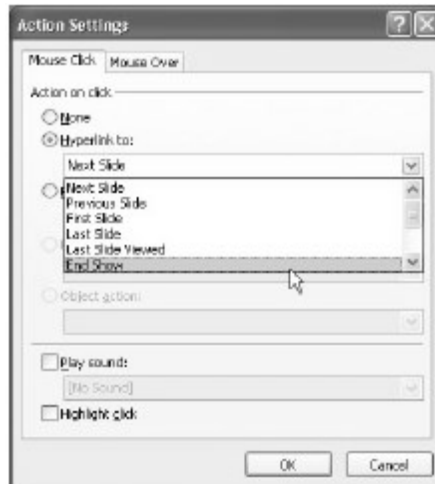 Action Settings
Mouse Click Mouse Over
Action on click
None
Hyperlink to:
Next Slide
Next Slide
Previous Slide
First Slide
Last Slide
Last Slide Viewed
End Show
Object action:
Play sound:
[No Sound]
Highlight click
OK Cancel